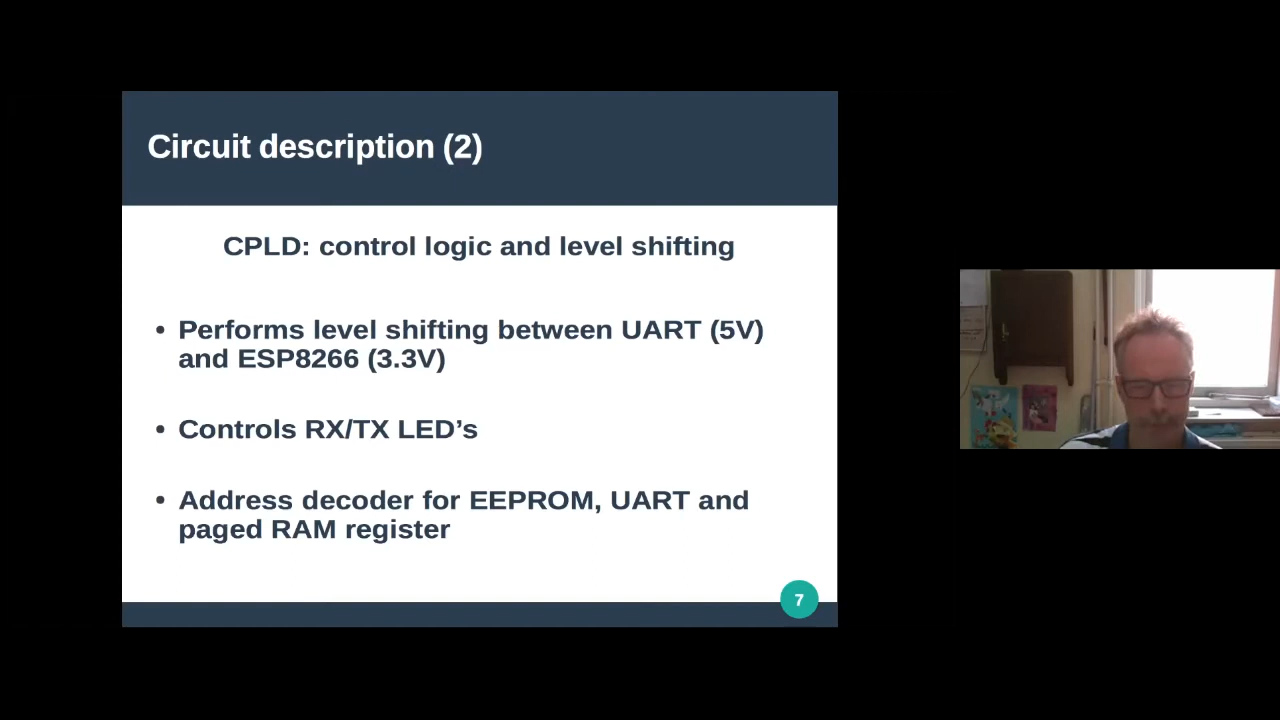 Circuit description (2)
CPLD: control logic and level shifting
• Performs level shifting between UART (5V)
and ESP8266 (3.3V)
• Controls RX/TX LED’s
• Address decoder for EEPROM, UART and
paged RAM register
7